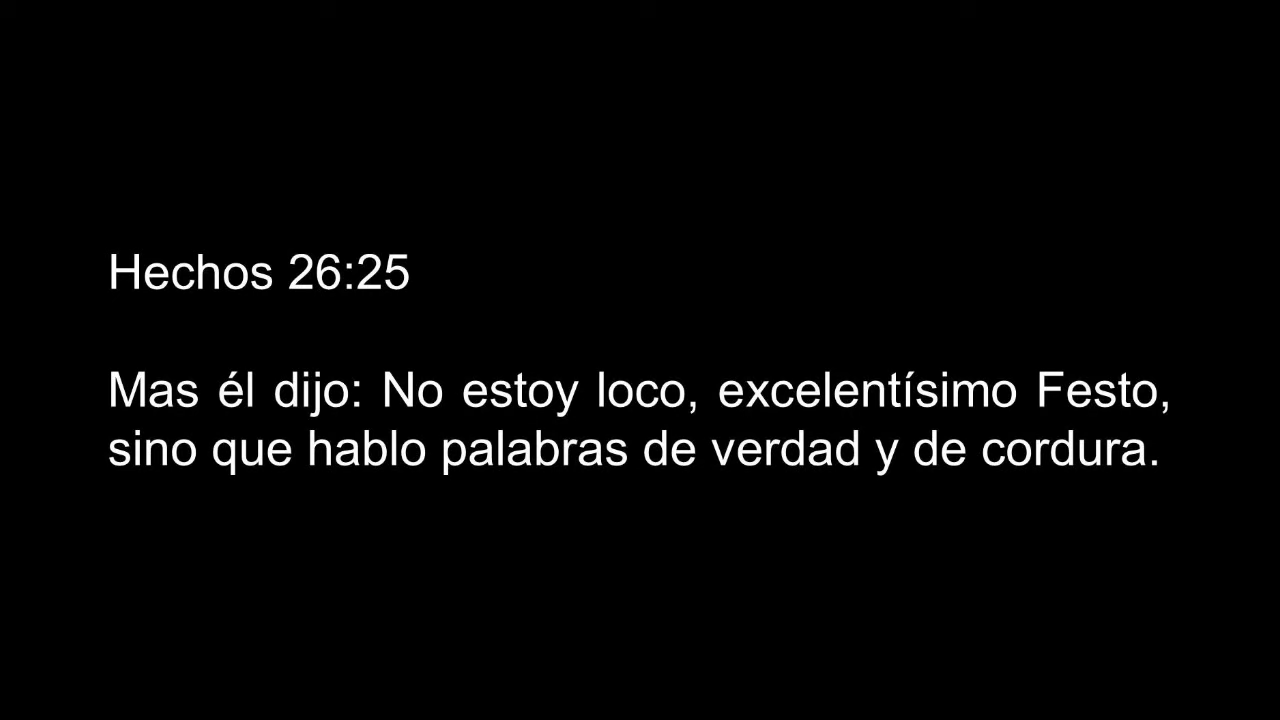 Hechos 26:25
Mas él dijo: No estoy loco, excelentísimo Festo,
sino que hablo palabras de verdad y de cordura.